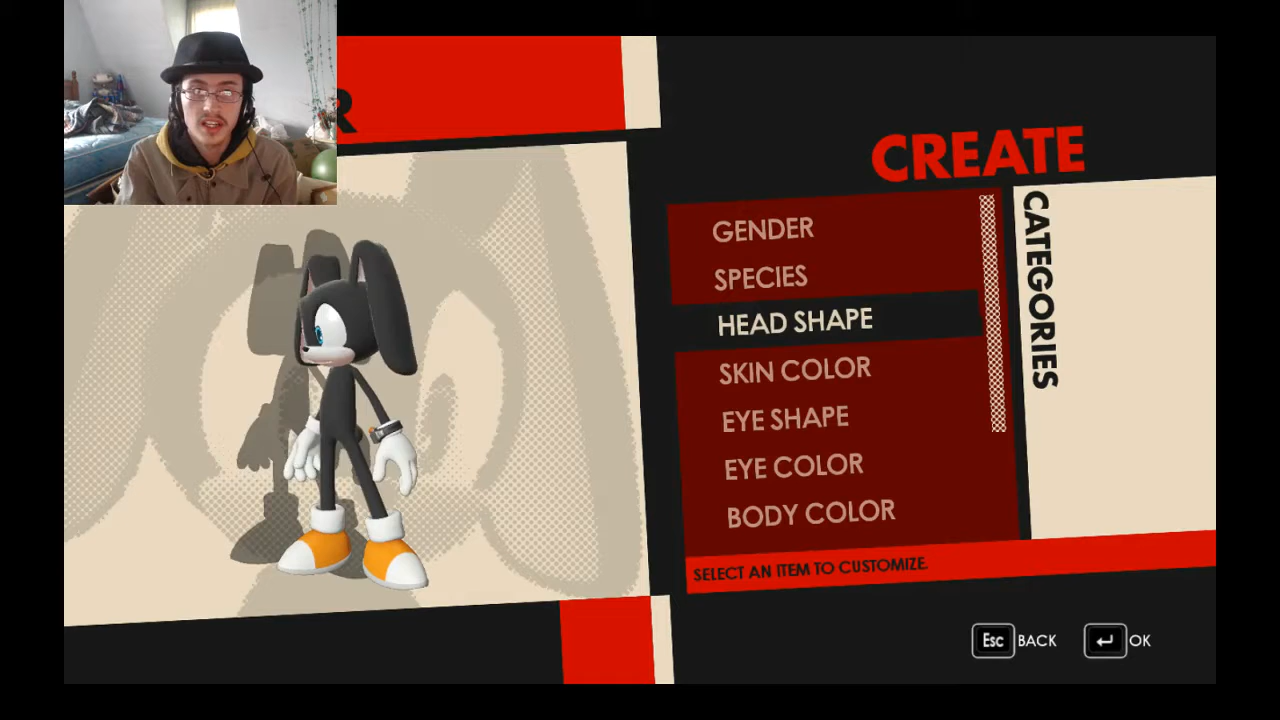 R
CREATE
GENDER
SPECIES
HEAD SHAPE
SKIN COLOR
EYE SHAPE
EYE COLOR
BODY COLOR
CATEGORIES
SELECT AN ITEM TO CUSTOMIZE.
Esc BACK
OK